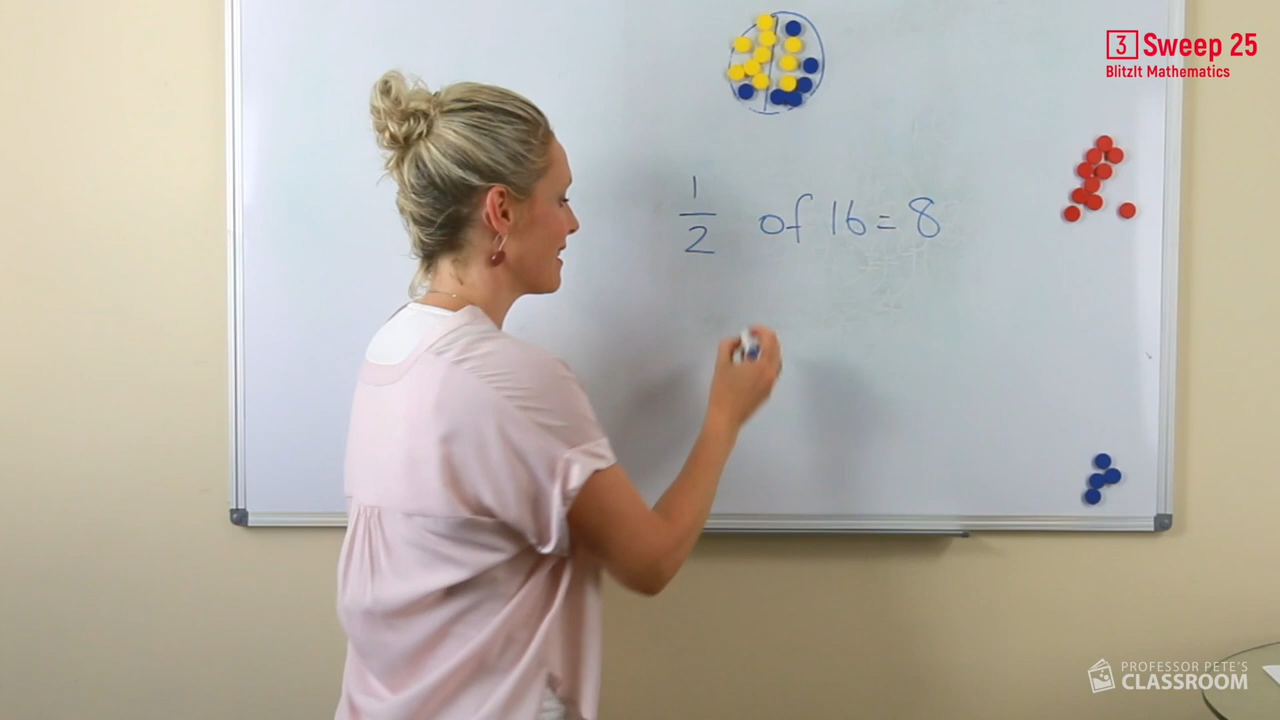 3 Sweep 25
BlitzIt Mathematics
1/2 of 16 = 8
PROFESSOR PETE'S
CLASSROOM